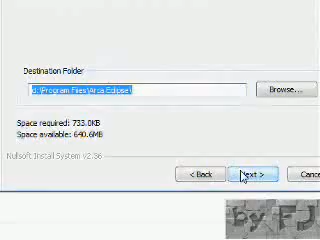 Destination Folder
d:\Program Files\Arca Eclipse\
Browse...
Space required: 733.0KB
Space available: 640.6MB
Nullsoft Install System v2.36
< Back
Next >
Cance
by FJ